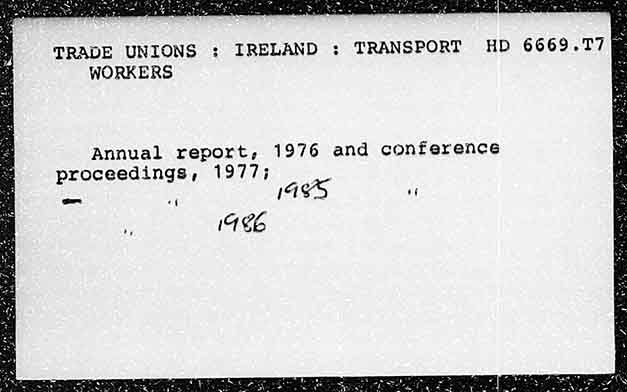 TRADE UNIONS : IRELAND : TRANSPORT HD 6669.T7
WORKERS
Annual report, 1976 and conference
proceedings, 1977;
— " 1985 "
" 1986